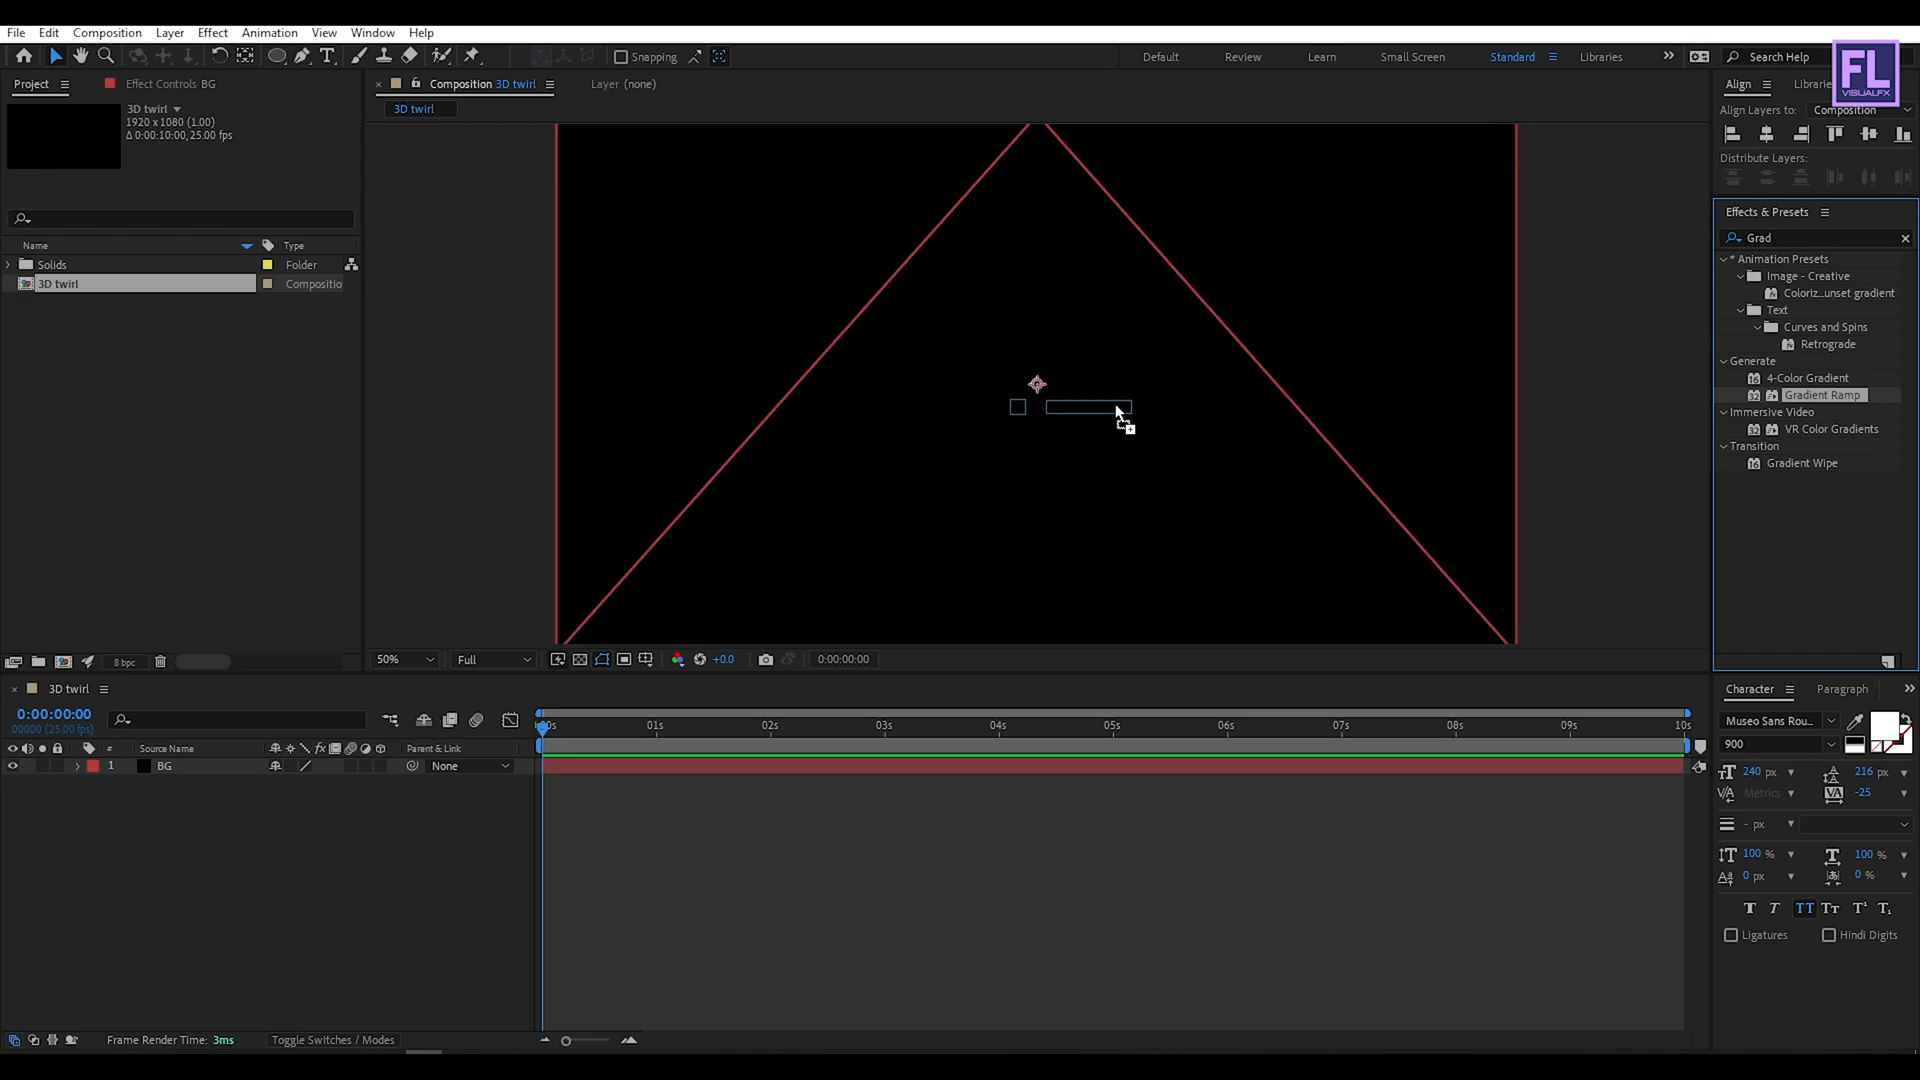 File Edit Composition Layer Effect Animation View Window Help
Snapping
Default Review Learn Small Screen Standard Libraries
Search Help
FL
VISUALFX
Project Effect Controls BG
Composition 3D twirl
Layer (none)
Align
3D twirl
1920 x 1080 (1.00)
Δ 0:00:10:00, 25.00 fps
3D twirl
Align Layers to: Composition
Distribute Layers:
Effects & Presets
Grad
Name Type
Solids Folder
3D twirl Compositio
* Animation Presets
Image - Creative
Coloriz...unset gradient
Text
Curves and Spins
Retrograde
Generate
4-Color Gradient
Gradient Ramp
Immersive Video
VR Color Gradients
Transition
Gradient Wipe
8 bpc
50% Full +0.0 0:00:00:00
3D twirl
0:00:00:00
00000 (25.00 fps)
01s 02s 03s 04s 05s 06s 07s 08s 09s 10s
# Source Name fx Parent & Link
1 BG None
Character Paragraph
Museo Sans Rou...
900
240 px 216 px
Metrics -25
- px
100 % 100 %
0 px 0 %
T T TT Tт T¹ T₁
Ligatures Hindi Digits
Frame Render Time: 3ms Toggle Switches / Modes